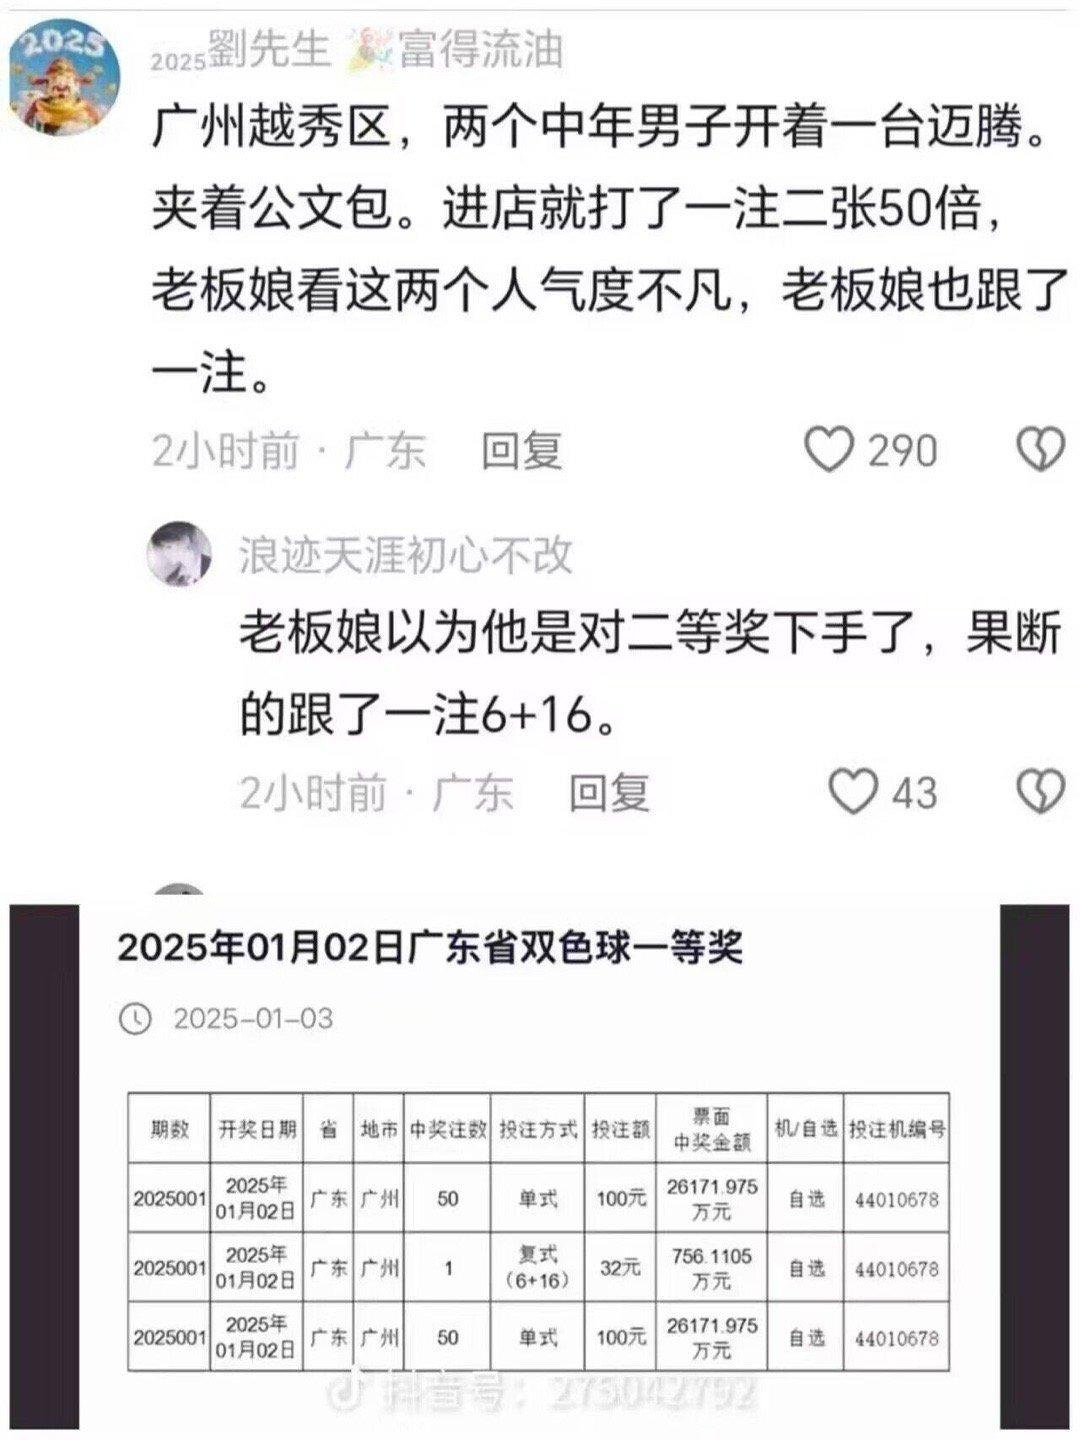 2025
2025劉先生 🎉富得流油
广州越秀区，两个中年男子开着一台迈腾。
夹着公文包。进店就打了一注二张50倍，
老板娘看这两个人气度不凡，老板娘也跟了
一注。
2小时前 · 广东 回复 290
浪迹天涯初心不改
老板娘以为他是对二等奖下手了，果断
的跟了一注6+16。
2小时前 · 广东 回复 43
2025年01月02日广东省双色球一等奖
2025-01-03
期数 开奖日期 省 地市 中奖注数 投注方式 投注额 票面中奖金额 机/自选 投注机编号
2025001 2025年01月02日 广东 广州 50 单式 100元 26171.975万元 自选 44010678
2025001 2025年01月02日 广东 广州 1 复式（6+16） 32元 756.1105万元 自选 44010678
2025001 2025年01月02日 广东 广州 50 单式 100元 26171.975万元 自选 44010678
抖音号：275042792